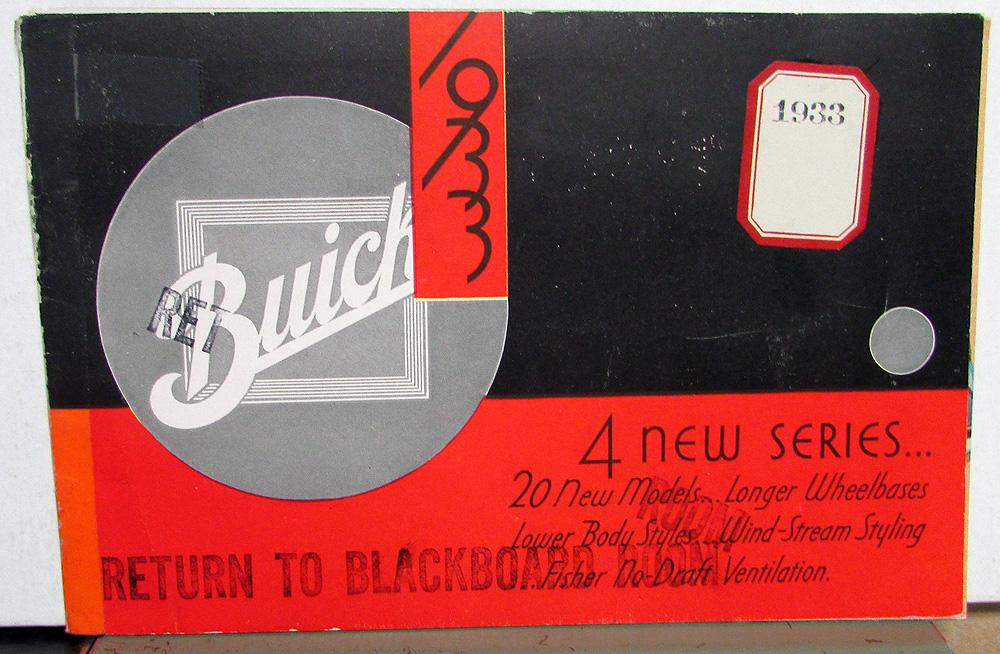 1933
1933
Buick
RET
4 NEW SERIES...
20 New Models... Longer Wheelbases
Lower Body Styles... Wind-Stream Styling
...Fisher No-Draft Ventilation.
RETURN TO BLACKBOARD ROOM
ROOM